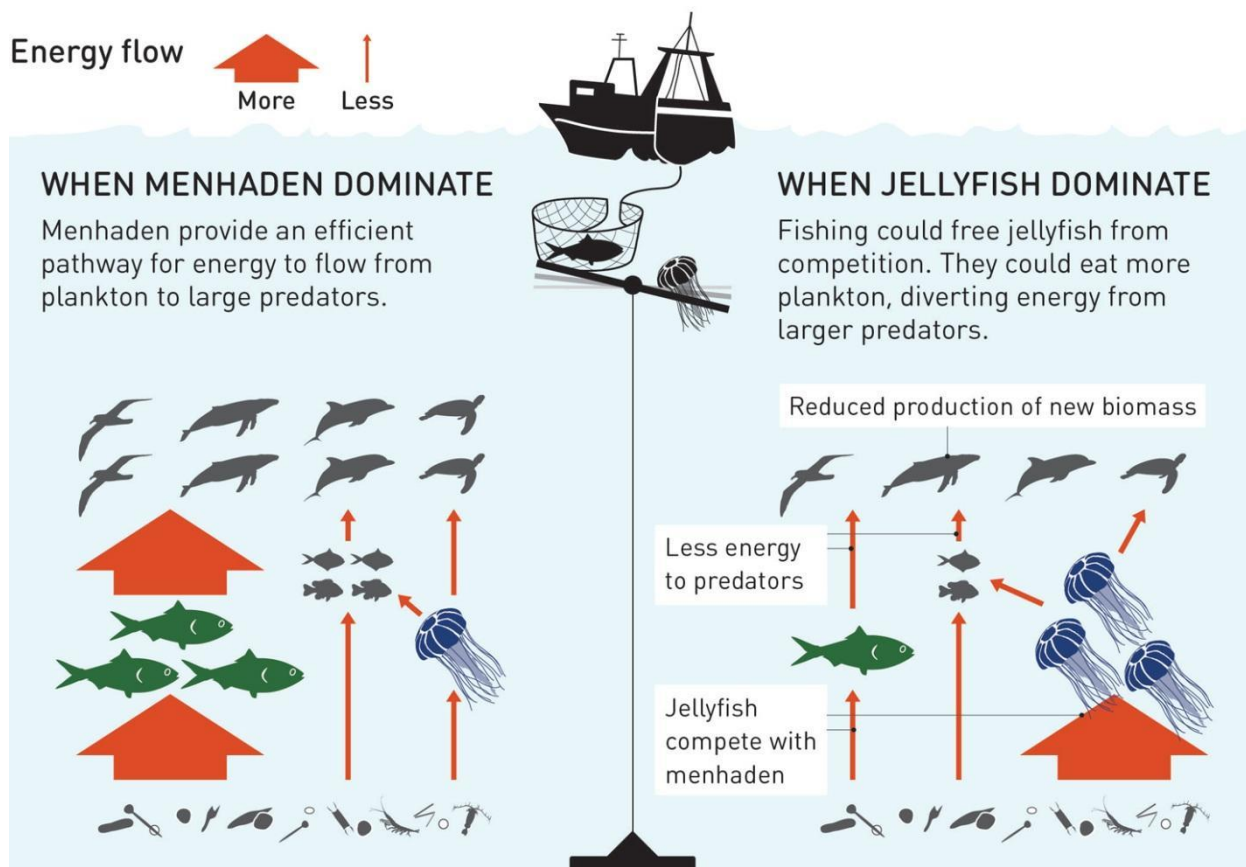 Energy flow
More
Less
WHEN MENHADEN DOMINATE
Menhaden provide an efficient
pathway for energy to flow from
plankton to large predators.
WHEN JELLYFISH DOMINATE
Fishing could free jellyfish from
competition. They could eat more
plankton, diverting energy from
larger predators.
Reduced production of new biomass
Less energy
to predators
Jellyfish
compete with
menhaden